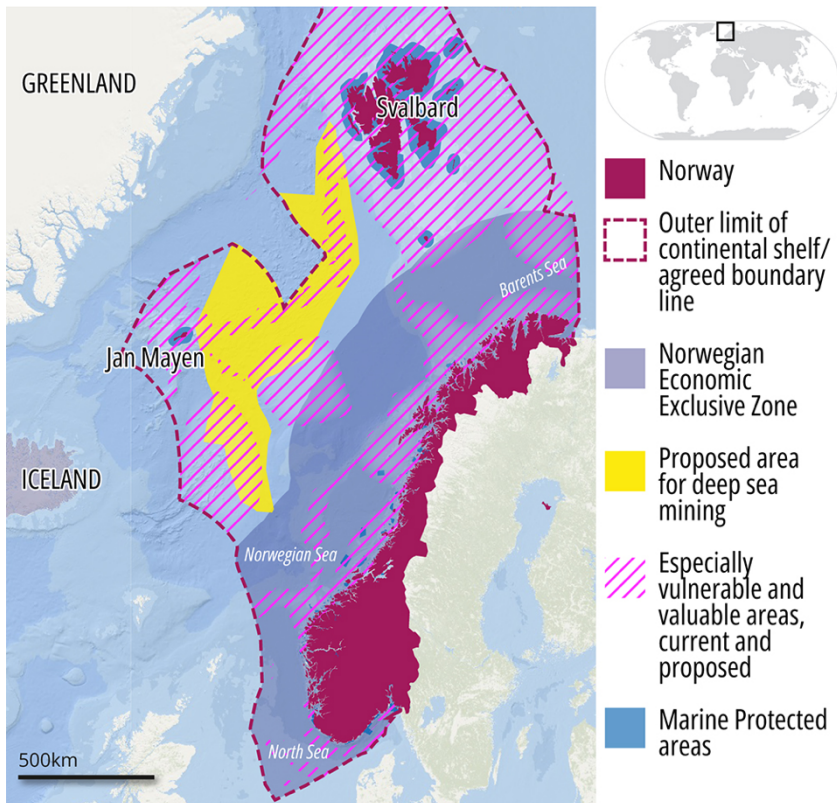 GREENLAND
Svalbard
Barents Sea
Jan Mayen
ICELAND
Norwegian Sea
North Sea
500km
Norway
Outer limit of
continental shelf/
agreed boundary
line
Norwegian
Economic
Exclusive Zone
Proposed area
for deep sea
mining
Especially
vulnerable and
valuable areas,
current and
proposed
Marine Protected
areas